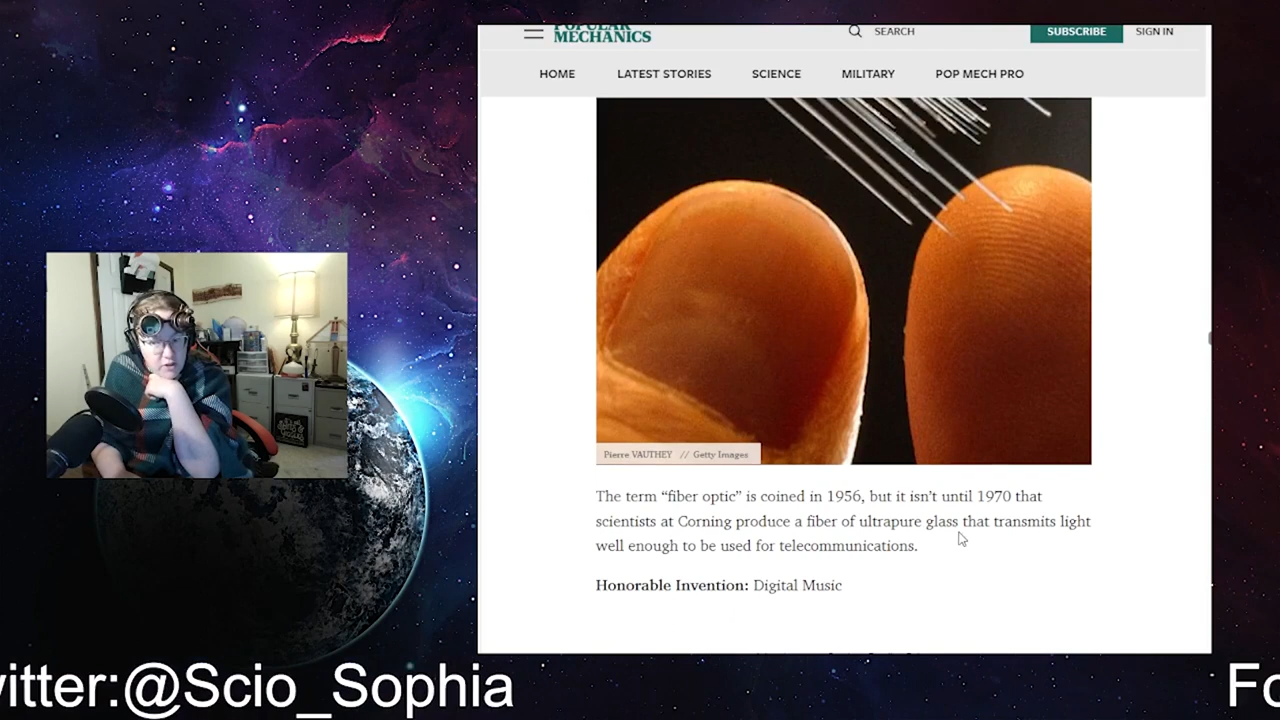 POPULAR
MECHANICS
SEARCH
SUBSCRIBE
SIGN IN
HOME
LATEST STORIES
SCIENCE
MILITARY
POP MECH PRO
Pierre VAUTHEY // Getty Images
The term “fiber optic” is coined in 1956, but it isn’t until 1970 that
scientists at Corning produce a fiber of ultrapure glass that transmits light
well enough to be used for telecommunications.
Honorable Invention: Digital Music
witter:@Scio_Sophia
Fo